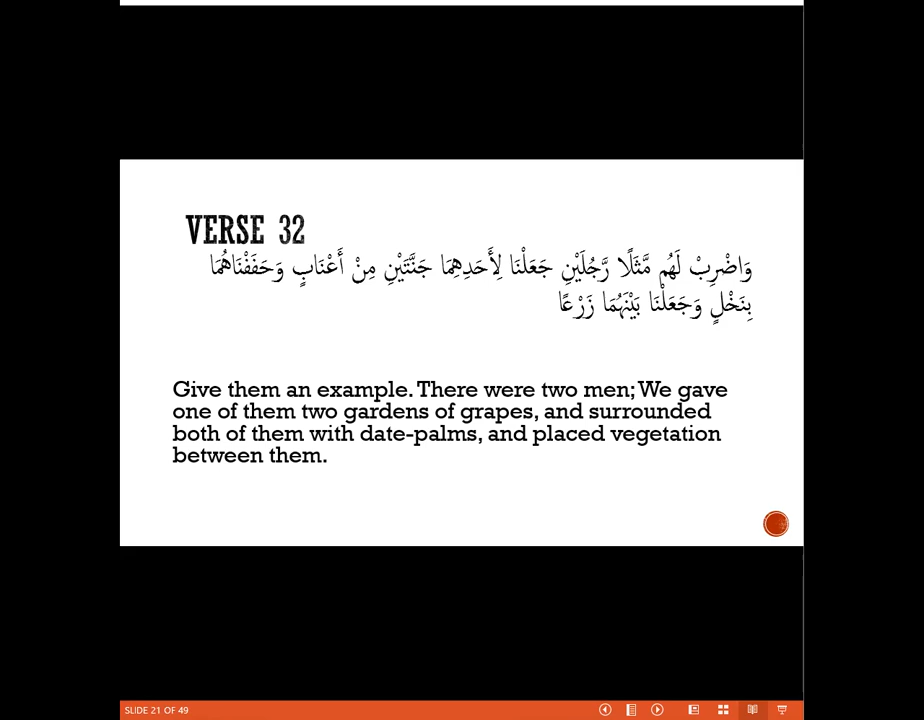 VERSE 32
وَاضْرِبْ لَهُم مَّثَلًا رَّجُلَيْنِ جَعَلْنَا لِأَحَدِهِمَا جَنَّتَيْنِ مِنْ أَعْنَابٍ وَحَفَفْنَاهُمَا
بِنَخْلٍ وَجَعَلْنَا بَيْنَهُمَا زَرْعًا
Give them an example. There were two men; We gave
one of them two gardens of grapes, and surrounded
both of them with date-palms, and placed vegetation
between them.
SLIDE 21 OF 49